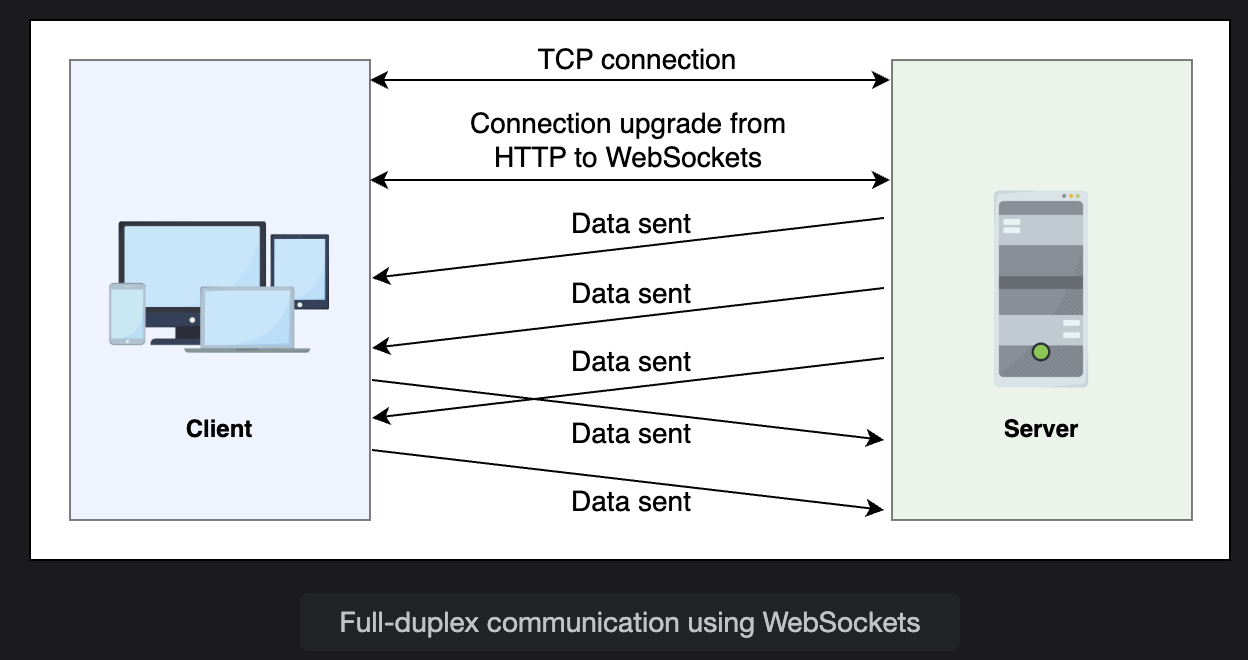 TCP connection
Connection upgrade from
HTTP to WebSockets
Data sent
Data sent
Data sent
Data sent
Data sent
Client
Server
Full-duplex communication using WebSockets